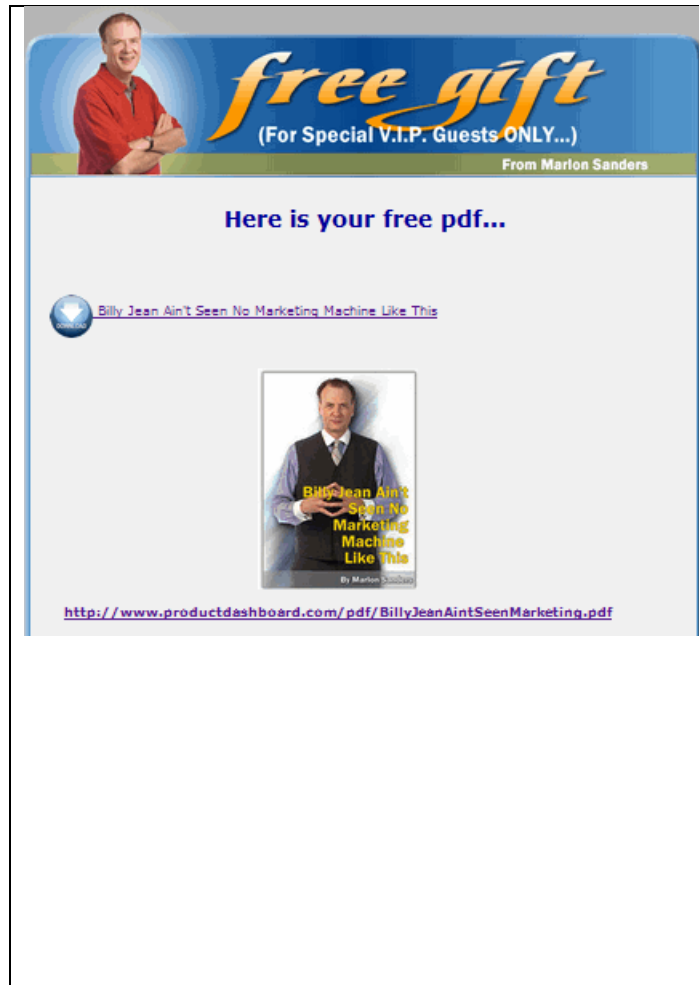 free gift
(For Special V.I.P. Guests ONLY...)
From Marlon Sanders
Here is your free pdf...
DOWNLOAD
Billy Jean Ain't Seen No Marketing Machine Like This
Billy Jean Ain't
Seen No
Marketing
Machine
Like This
By Marlon Sanders
http://www.productdashboard.com/pdf/BillyJeanAintSeenMarketing.pdf